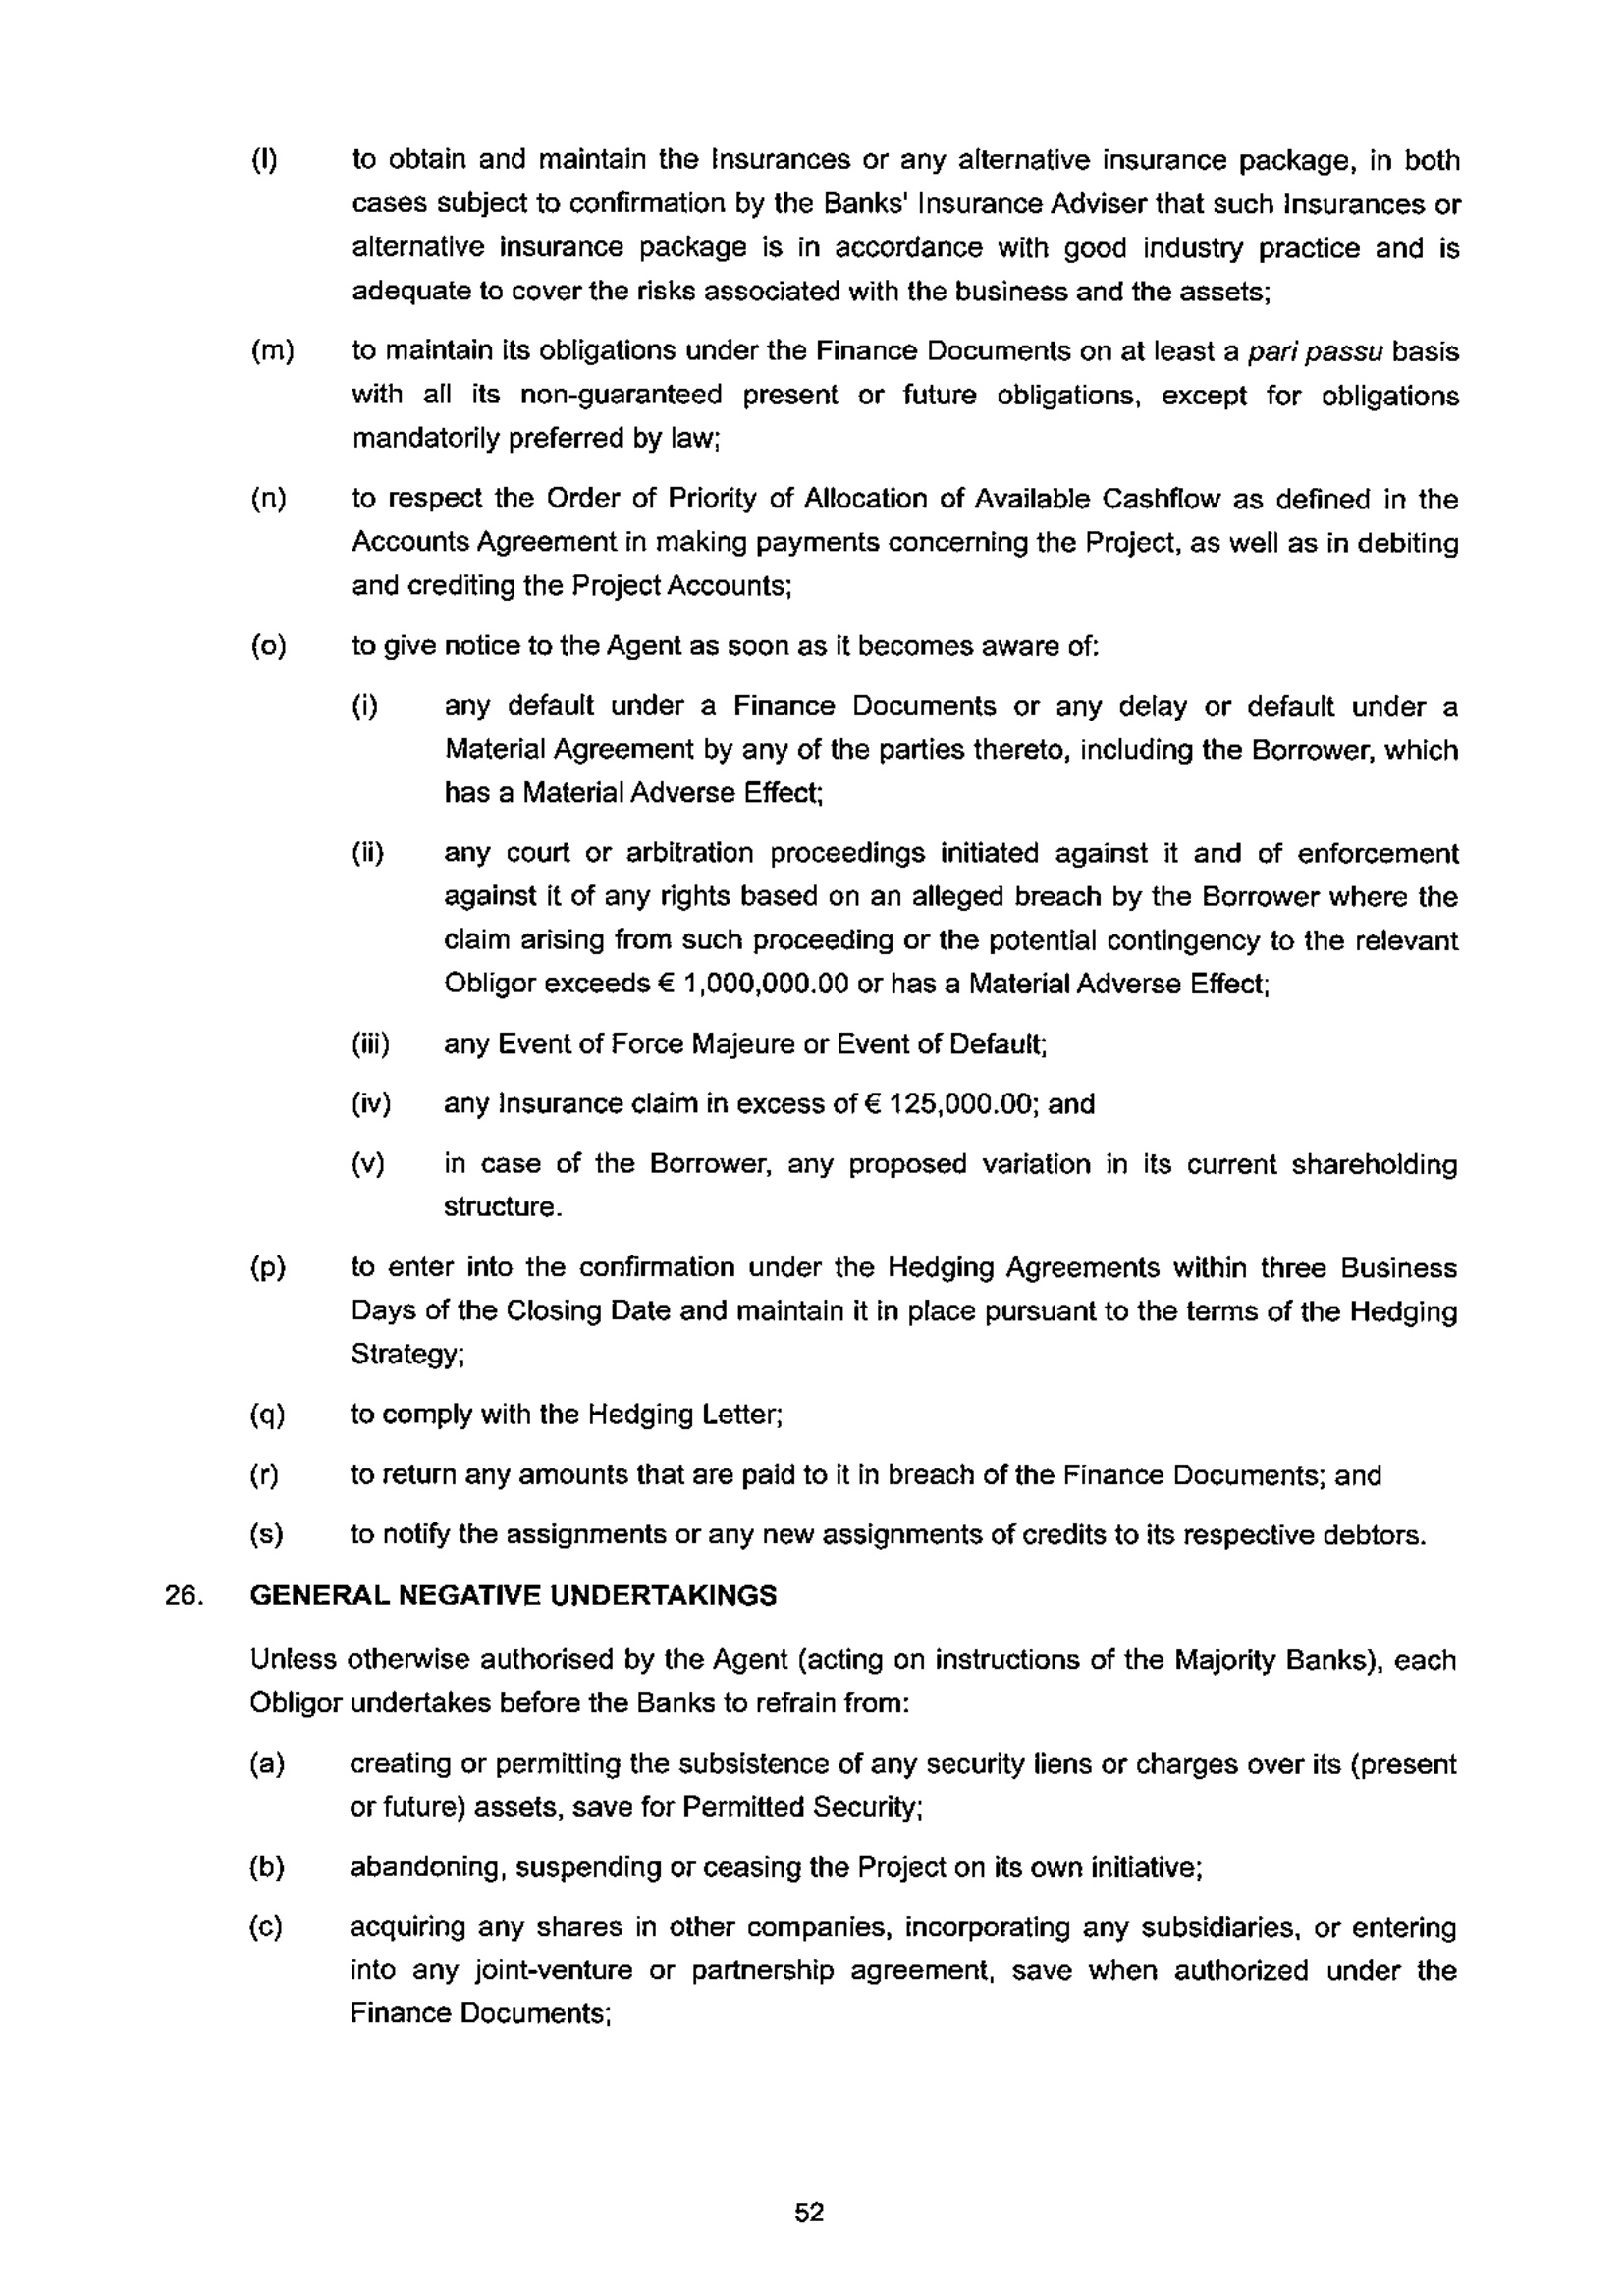 (l) to obtain and maintain the Insurances or any alternative insurance package, in both
cases subject to confirmation by the Banks' Insurance Adviser that such Insurances or
alternative insurance package is in accordance with good industry practice and is
adequate to cover the risks associated with the business and the assets;
(m) to maintain its obligations under the Finance Documents on at least a pari passu basis
with all its non-guaranteed present or future obligations, except for obligations
mandatorily preferred by law;
(n) to respect the Order of Priority of Allocation of Available Cashflow as defined in the
Accounts Agreement in making payments concerning the Project, as well as in debiting
and crediting the Project Accounts;
(o) to give notice to the Agent as soon as it becomes aware of:
(i) any default under a Finance Documents or any delay or default under a
Material Agreement by any of the parties thereto, including the Borrower, which
has a Material Adverse Effect;
(ii) any court or arbitration proceedings initiated against it and of enforcement
against it of any rights based on an alleged breach by the Borrower where the
claim arising from such proceeding or the potential contingency to the relevant
Obligor exceeds € 1,000,000.00 or has a Material Adverse Effect;
(iii) any Event of Force Majeure or Event of Default;
(iv) any Insurance claim in excess of € 125,000.00; and
(v) in case of the Borrower, any proposed variation in its current shareholding
structure.
(p) to enter into the confirmation under the Hedging Agreements within three Business
Days of the Closing Date and maintain it in place pursuant to the terms of the Hedging
Strategy;
(q) to comply with the Hedging Letter;
(r) to return any amounts that are paid to it in breach of the Finance Documents; and
(s) to notify the assignments or any new assignments of credits to its respective debtors.
26. GENERAL NEGATIVE UNDERTAKINGS
Unless otherwise authorised by the Agent (acting on instructions of the Majority Banks), each
Obligor undertakes before the Banks to refrain from:
(a) creating or permitting the subsistence of any security liens or charges over its (present
or future) assets, save for Permitted Security;
(b) abandoning, suspending or ceasing the Project on its own initiative;
(c) acquiring any shares in other companies, incorporating any subsidiaries, or entering
into any joint-venture or partnership agreement, save when authorized under the
Finance Documents;
52